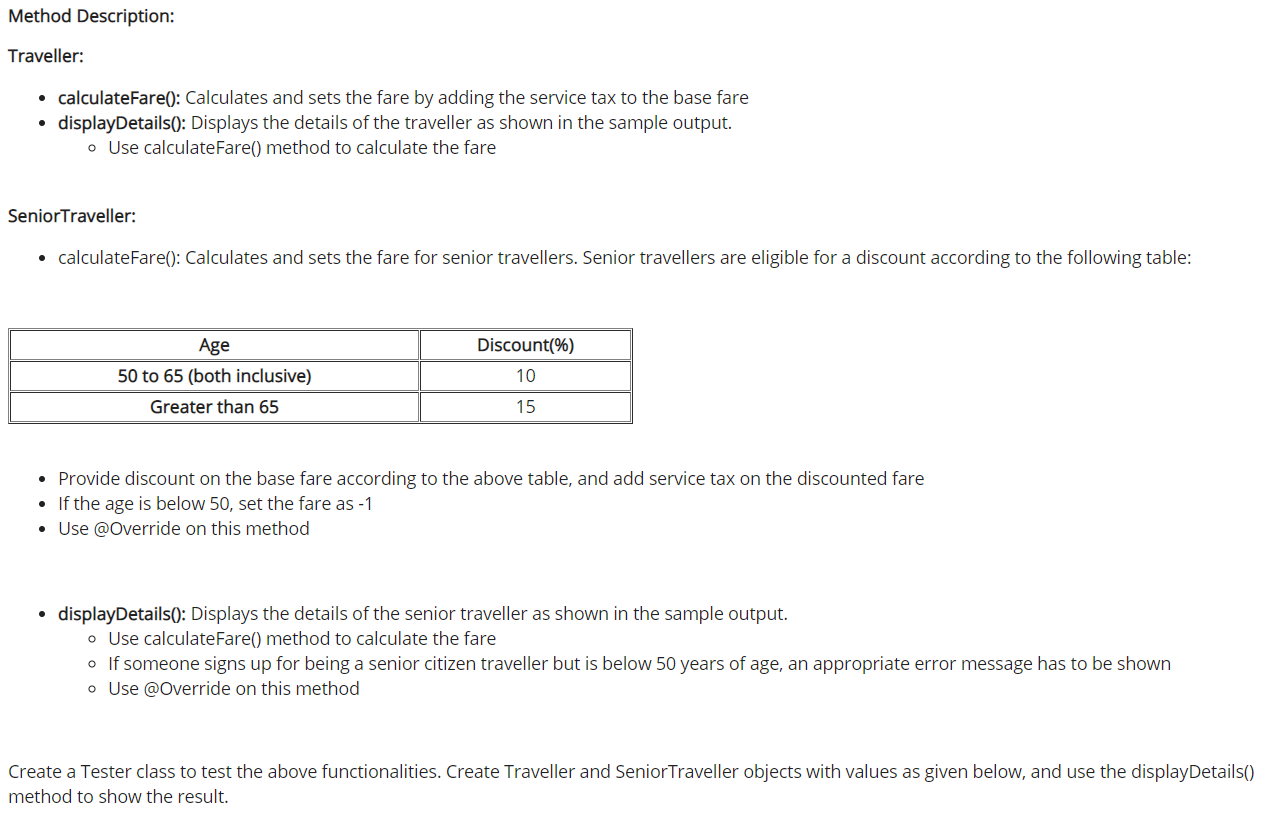 Method Description:
Traveller:
• calculateFare(): Calculates and sets the fare by adding the service tax to the base fare
• displayDetails(): Displays the details of the traveller as shown in the sample output.
◦ Use calculateFare() method to calculate the fare
SeniorTraveller:
• calculateFare(): Calculates and sets the fare for senior travellers. Senior travellers are eligible for a discount according to the following table:
Age Discount(%)
50 to 65 (both inclusive) 10
Greater than 65 15
• Provide discount on the base fare according to the above table, and add service tax on the discounted fare
• If the age is below 50, set the fare as -1
• Use @Override on this method
• displayDetails(): Displays the details of the senior traveller as shown in the sample output.
◦ Use calculateFare() method to calculate the fare
◦ If someone signs up for being a senior citizen traveller but is below 50 years of age, an appropriate error message has to be shown
◦ Use @Override on this method
Create a Tester class to test the above functionalities. Create Traveller and SeniorTraveller objects with values as given below, and use the displayDetails()
method to show the result.